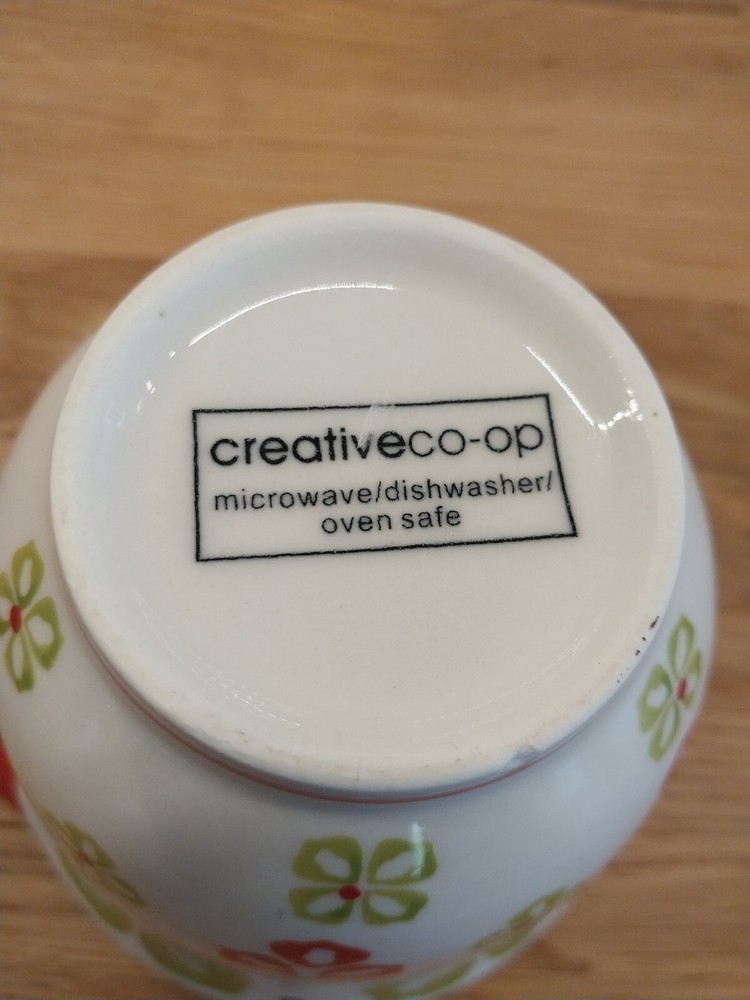 creativeco-op
microwave/dishwasher/
oven safe